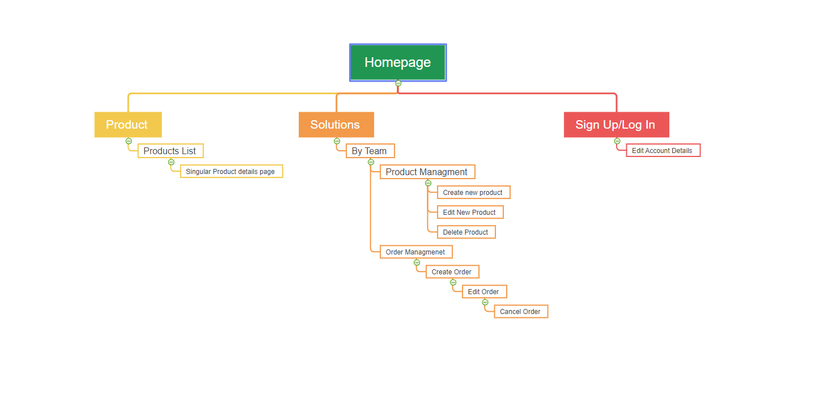 Homepage
Product
Solutions
Sign Up/Log In
Products List
By Team
Edit Account Details
Singular Product details page
Product Managment
Create new product
Edit New Product
Delete Product
Order Managmenet
Create Order
Edit Order
Cancel Order